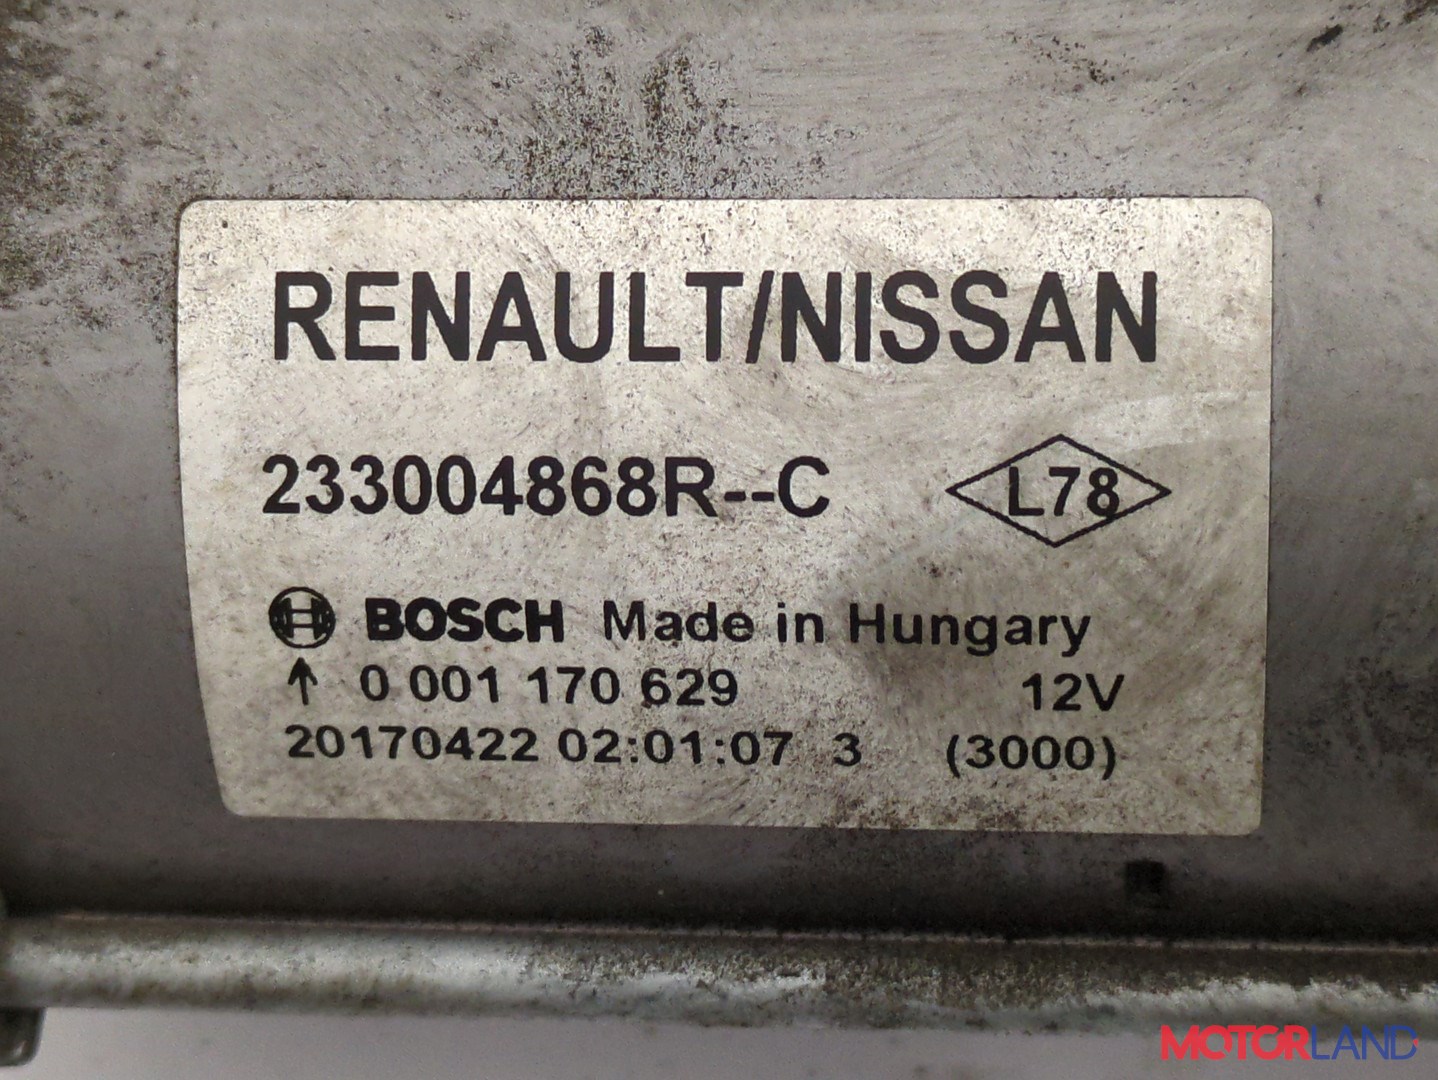 RENAULT/NISSAN
233004868R--C L78
BOSCH Made in Hungary
↑ 0 001 170 629 12V
20170422 02:01:07 3 (3000)
MOTORLAND